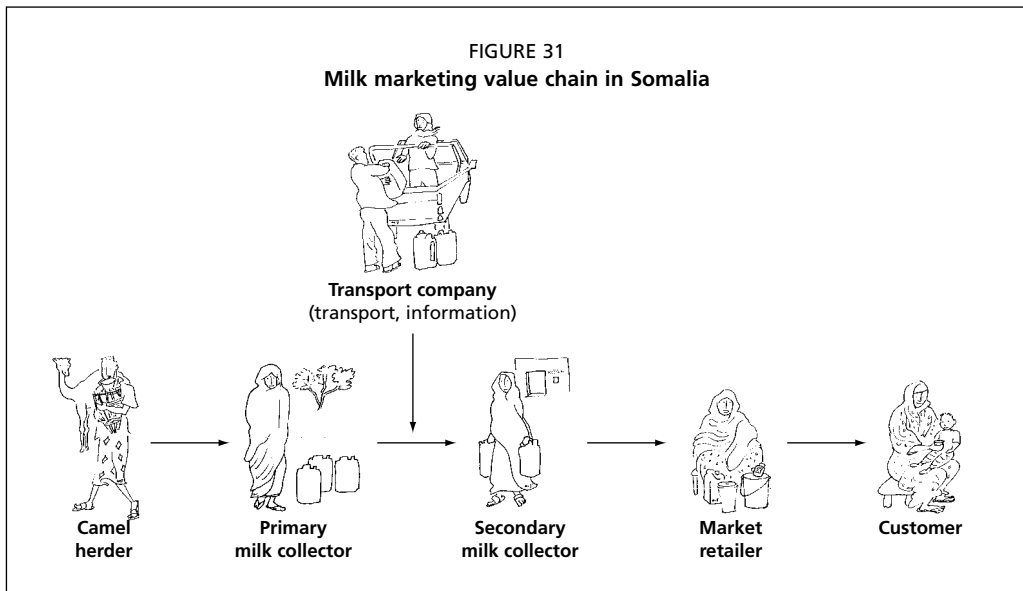 FIGURE 31
Milk marketing value chain in Somalia
Transport company
(transport, information)
Camel
herder
Primary
milk collector
Secondary
milk collector
Market
retailer
Customer